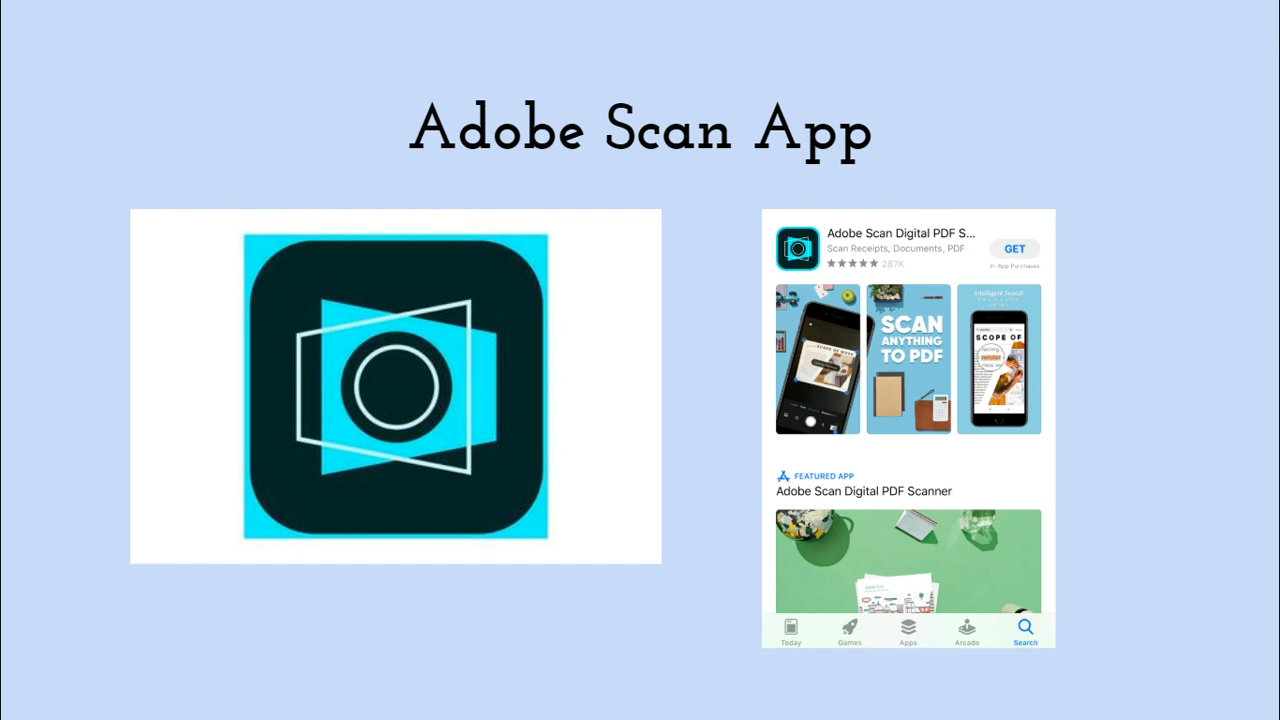 Adobe Scan App
Adobe Scan Digital PDF S...
Scan Receipts, Documents, PDF
287K
GET
In-App Purchases
SCAN
ANYTHING
TO PDF
Intelligent Search
SCOPE OF
FEATURED APP
Adobe Scan Digital PDF Scanner
Today
Games
Apps
Arcade
Search